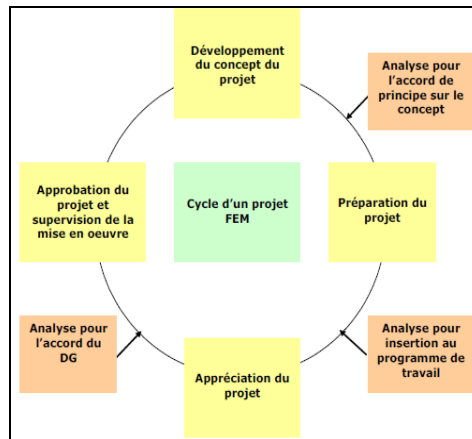 Développement
du concept du
projet
Analyse pour
l'accord de
principe sur le
concept
Approbation du
projet et
supervision de la
mise en oeuvre
Cycle d'un projet
FEM
Préparation du
projet
Analyse pour
l'accord du
DG
Appréciation du
projet
Analyse pour
insertion au
programme de
travail